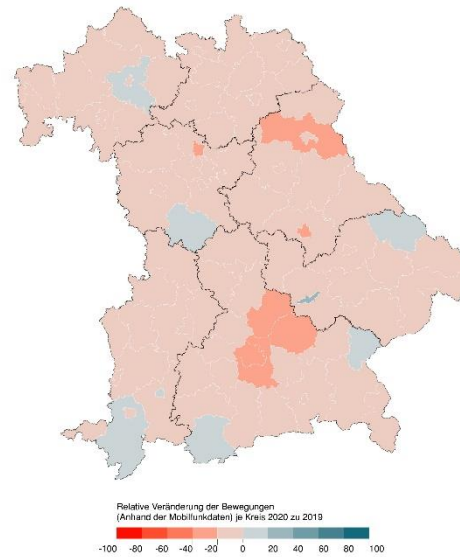 Relative Veränderung der Bewegungen
(Anhand der Mobilfunkdaten) je Kreis 2020 zu 2019
-100 -80 -60 -40 -20 0 20 40 60 80 100